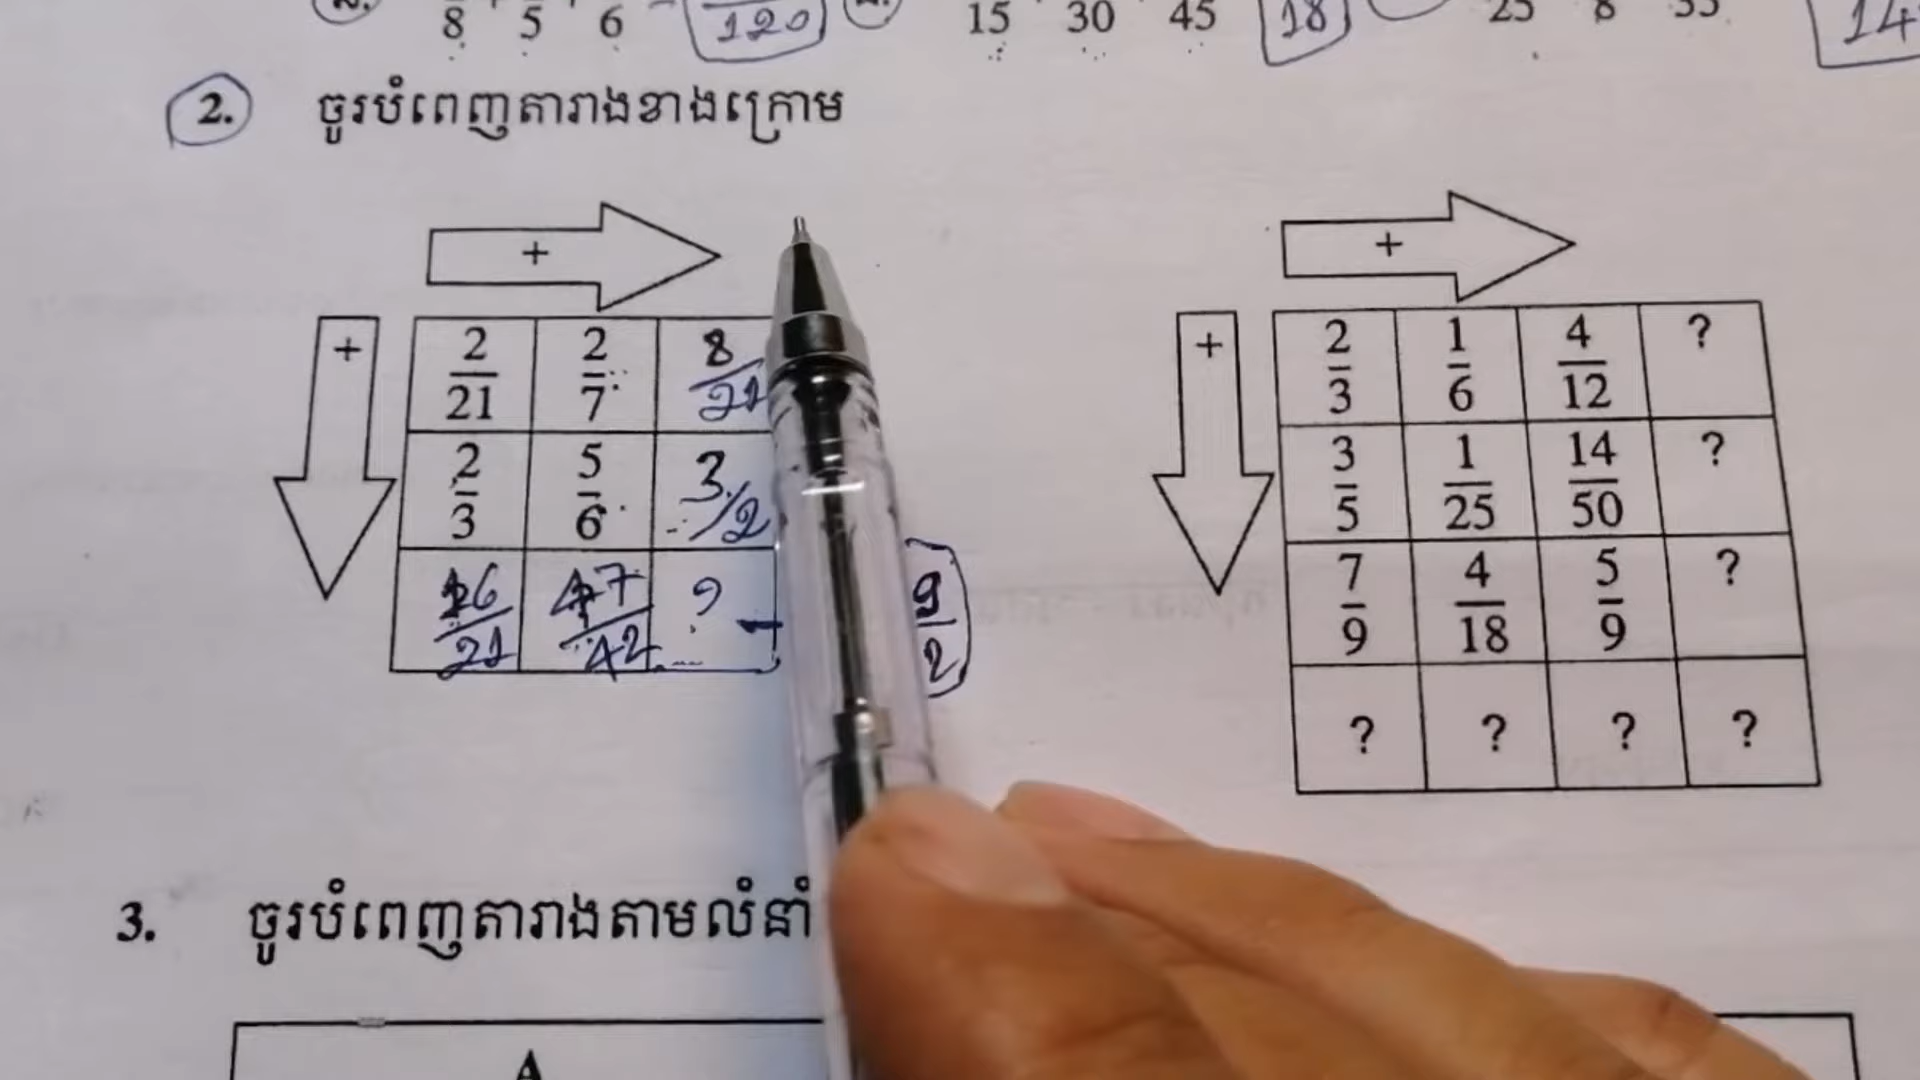 8 5 6 120 15 30 45 18 25 8 35 14
2. ចូរបំពេញតារាងខាងក្រោម
+ +
+ 2/21 2/7 8/21
2/3 5/6 3/2
16/21 47/42 ?
9/2
+ 2/3 1/6 4/12 ?
3/5 1/25 14/50 ?
7/9 4/18 5/9 ?
? ? ? ?
3. ចូរបំពេញតារាងតាមលំនាំ
A